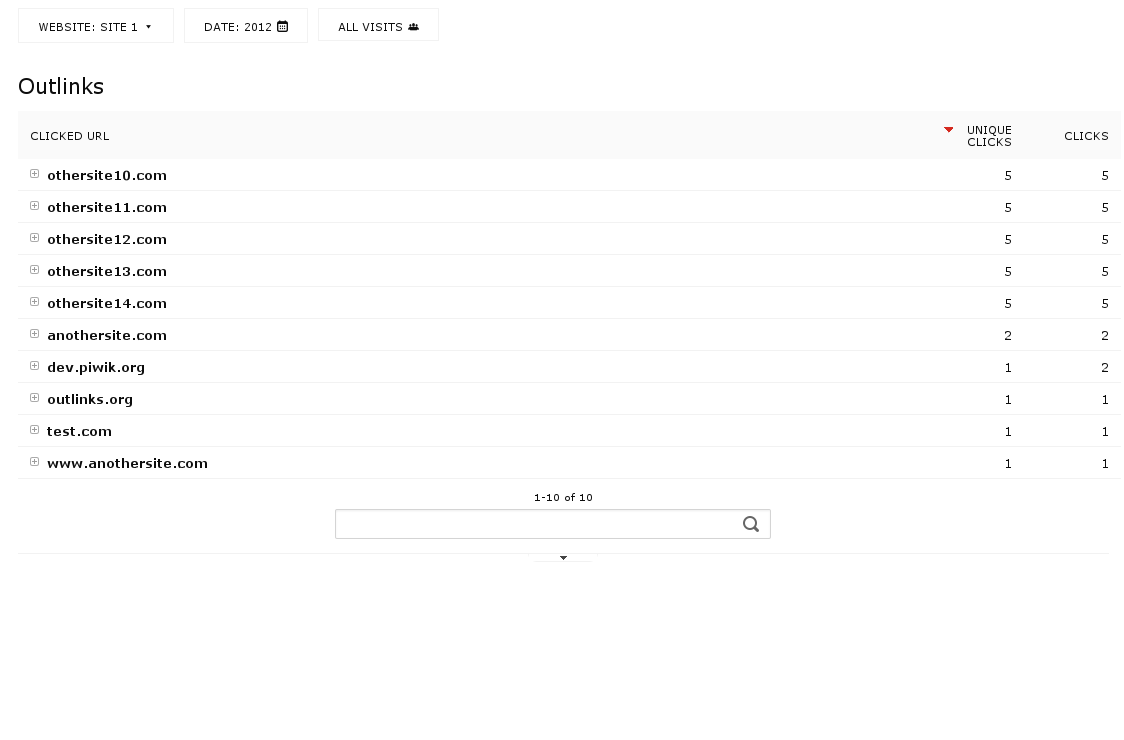 WEBSITE: SITE 1 DATE: 2012 ALL VISITS
Outlinks
CLICKED URL UNIQUE CLICKS CLICKS
othersite10.com 5 5
othersite11.com 5 5
othersite12.com 5 5
othersite13.com 5 5
othersite14.com 5 5
anothersite.com 2 2
dev.piwik.org 1 2
outlinks.org 1 1
test.com 1 1
www.anothersite.com 1 1
1-10 of 10